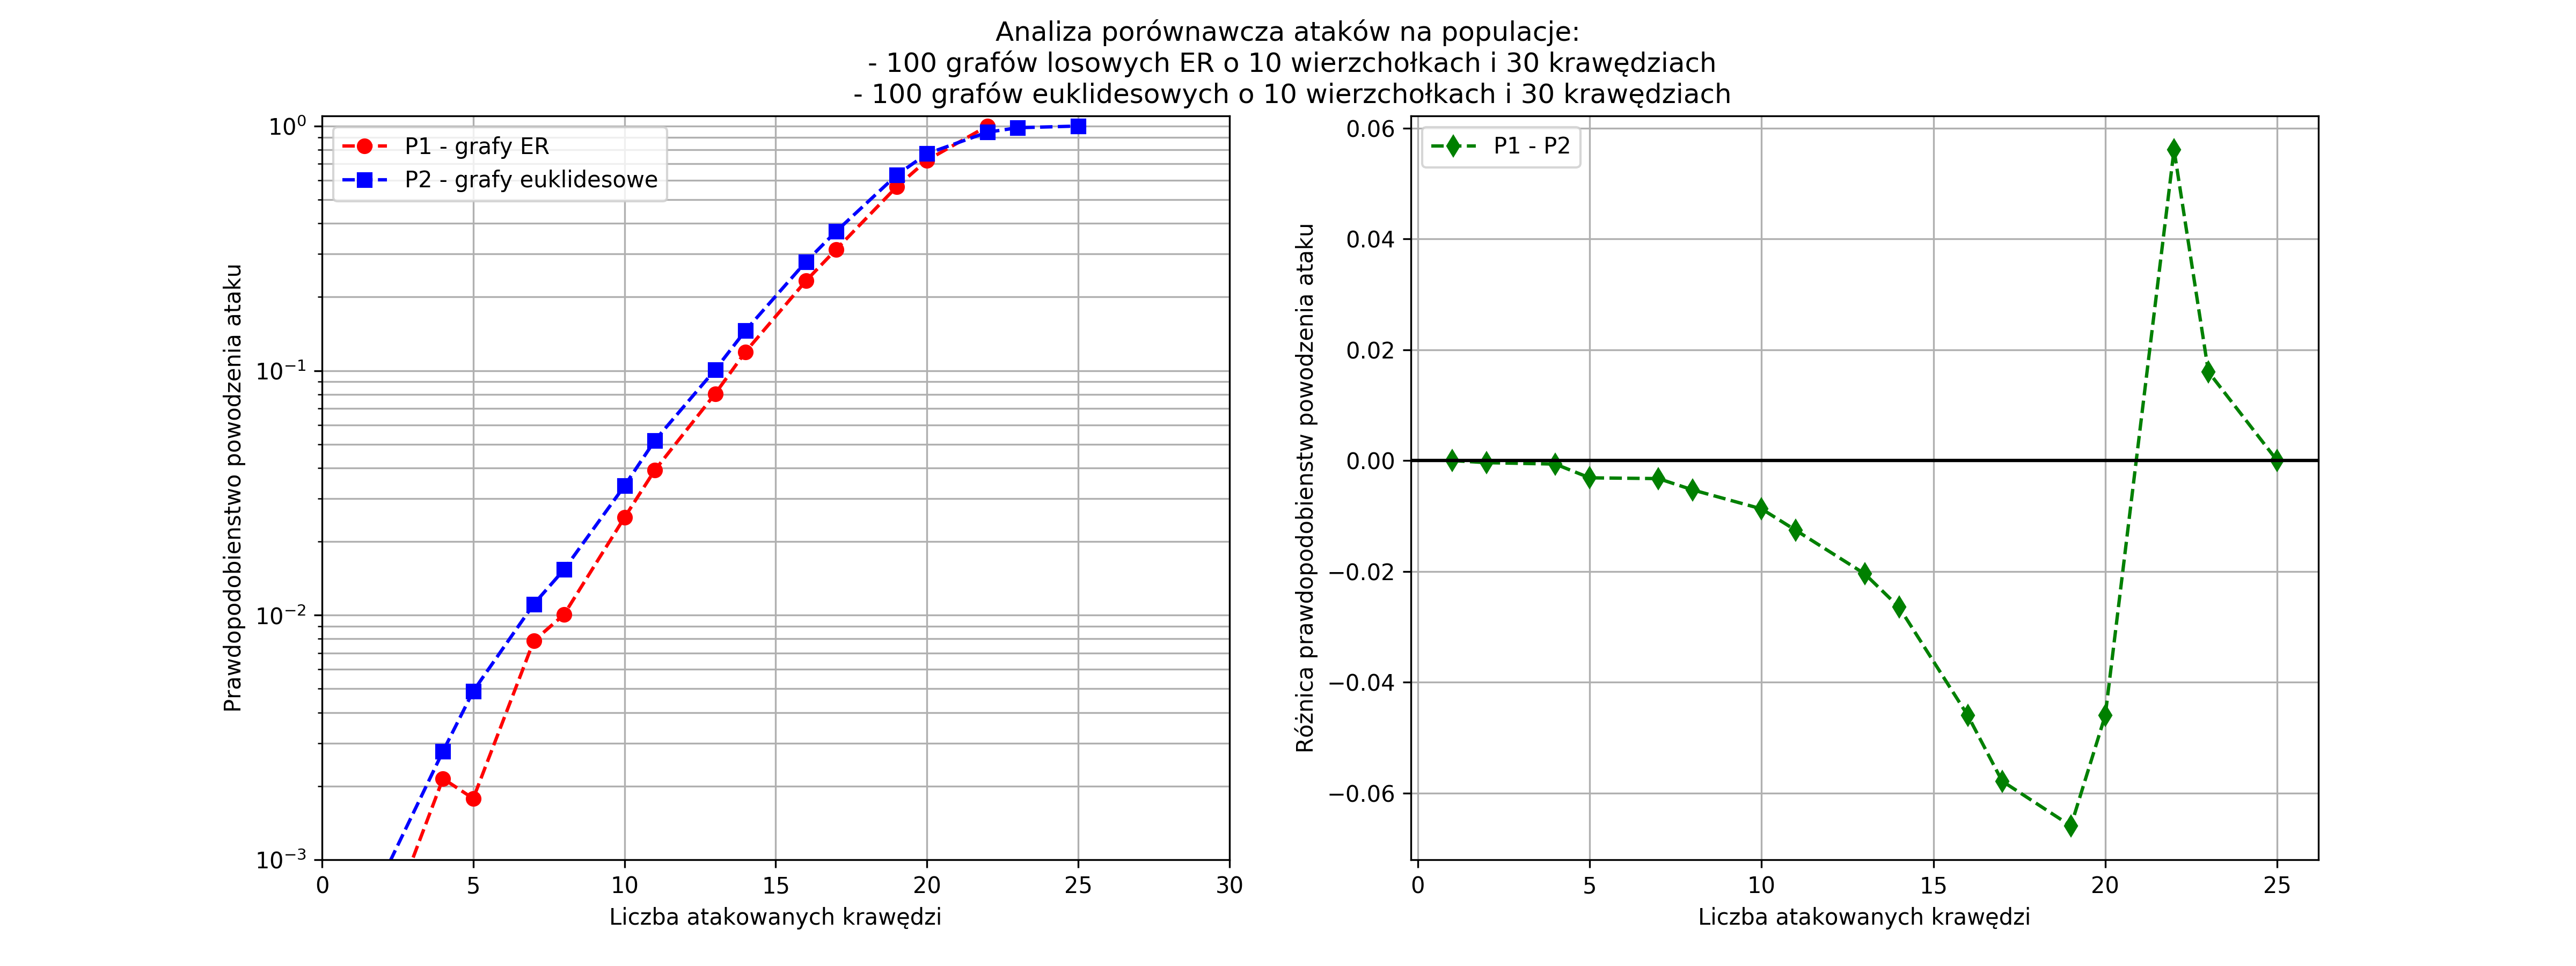 Analiza porównawcza ataków na populacje:
- 100 grafów losowych ER o 10 wierzchołkach i 30 krawędziach
- 100 grafów euklidesowych o 10 wierzchołkach i 30 krawędziach
Prawdopodobienstwo powodzenia ataku
10⁰
10⁻¹
10⁻²
10⁻³
P1 - grafy ER
P2 - grafy euklidesowe
0 5 10 15 20 25 30
Liczba atakowanych krawędzi
Różnica prawdopodobienstw powodzenia ataku
0.06
0.04
0.02
0.00
−0.02
−0.04
−0.06
P1 - P2
0 5 10 15 20 25
Liczba atakowanych krawędzi